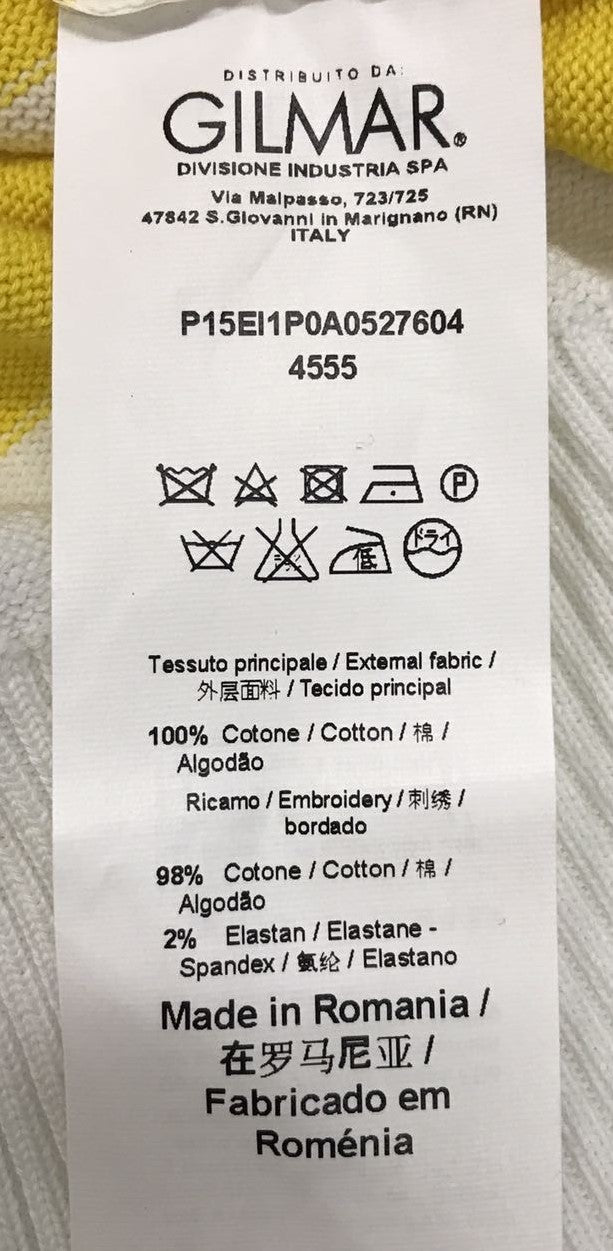 DISTRIBUITO DA:
GILMAR®
DIVISIONE INDUSTRIA SPA
Via Malpasso, 723/725
47842 S.Giovanni in Marignano (RN)
ITALY
P15EI1P0A0527604
4555
P
低 ドライ
Tessuto principale / External fabric /
外层面料 / Tecido principal
100% Cotone / Cotton / 棉 /
Algodão
Ricamo / Embroidery / 刺绣 /
bordado
98% Cotone / Cotton / 棉 /
Algodão
2% Elastan / Elastane -
Spandex / 氨纶 / Elastano
Made in Romania /
在罗马尼亚 /
Fabricado em
Roménia